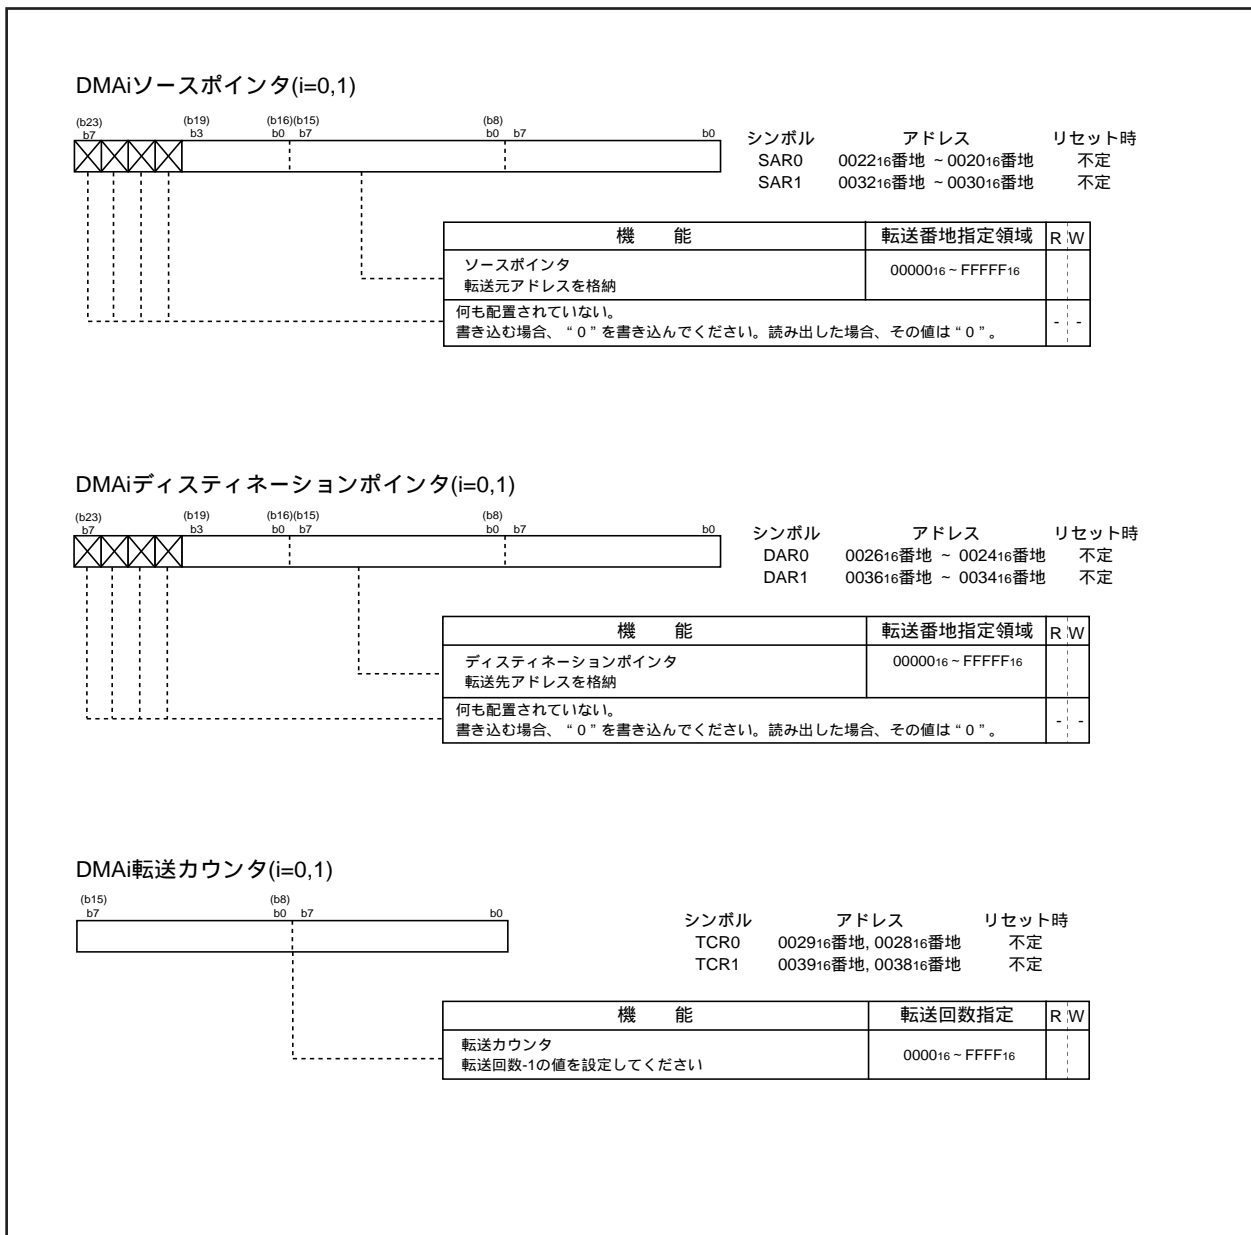 DMAiソースポインタ(i=0,1)
(b23) (b19) (b16)(b15) (b8)
b7 b3 b0 b7 b0 b7 b0
シンボル アドレス リセット時
SAR0 002216番地 ~ 002016番地 不定
SAR1 003216番地 ~ 003016番地 不定
機 能 転送番地指定領域 R W
ソースポインタ 0000016 ~ FFFFF16
転送元アドレスを格納
何も配置されていない。
書き込む場合、“0”を書き込んでください。読み出した場合、その値は“0”。 - -
DMAiディスティネーションポインタ(i=0,1)
(b23) (b19) (b16)(b15) (b8)
b7 b3 b0 b7 b0 b7 b0
シンボル アドレス リセット時
DAR0 002616番地 ~ 002416番地 不定
DAR1 003616番地 ~ 003416番地 不定
機 能 転送番地指定領域 R W
ディスティネーションポインタ 0000016 ~ FFFFF16
転送先アドレスを格納
何も配置されていない。
書き込む場合、“0”を書き込んでください。読み出した場合、その値は“0”。 - -
DMAi転送カウンタ(i=0,1)
(b15) (b8)
b7 b0 b7 b0
シンボル アドレス リセット時
TCR0 002916番地, 002816番地 不定
TCR1 003916番地, 003816番地 不定
機 能 転送回数指定 R W
転送カウンタ 000016 ~ FFFF16
転送回数-1の値を設定してください